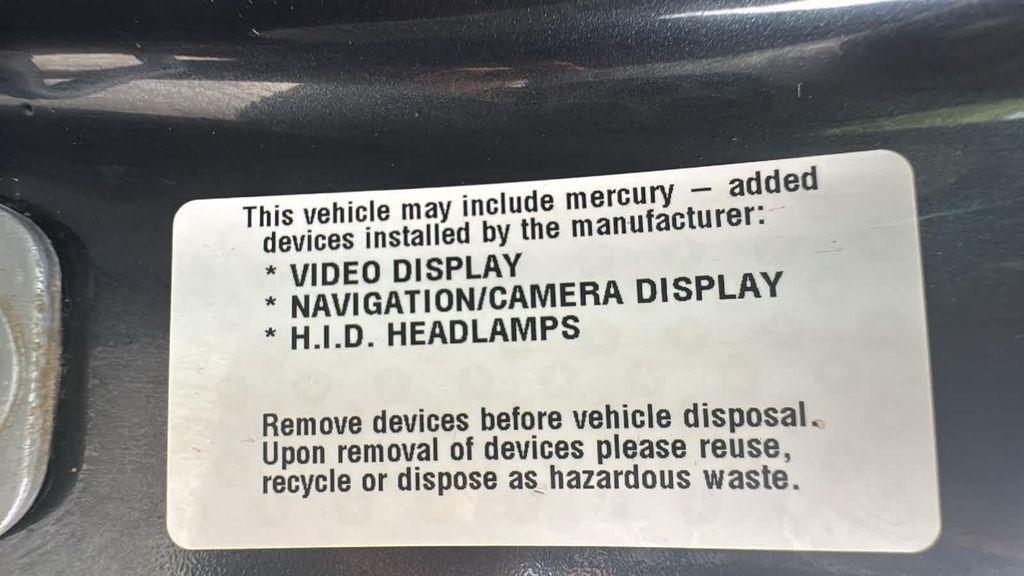 This vehicle may include mercury — added
devices installed by the manufacturer:
* VIDEO DISPLAY
* NAVIGATION/CAMERA DISPLAY
* H.I.D. HEADLAMPS
Remove devices before vehicle disposal.
Upon removal of devices please reuse,
recycle or dispose as hazardous waste.